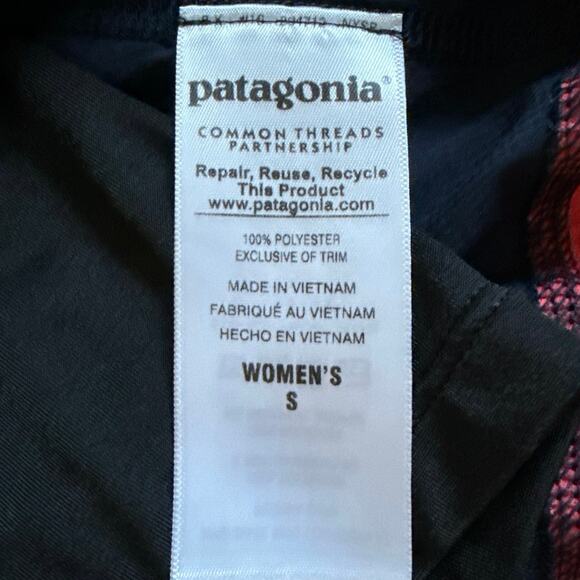 patagonia®
COMMON THREADS
PARTNERSHIP
Repair, Reuse, Recycle
This Product
www.patagonia.com
100% POLYESTER
EXCLUSIVE OF TRIM
MADE IN VIETNAM
FABRIQUÉ AU VIETNAM
HECHO EN VIETNAM
WOMEN'S
S